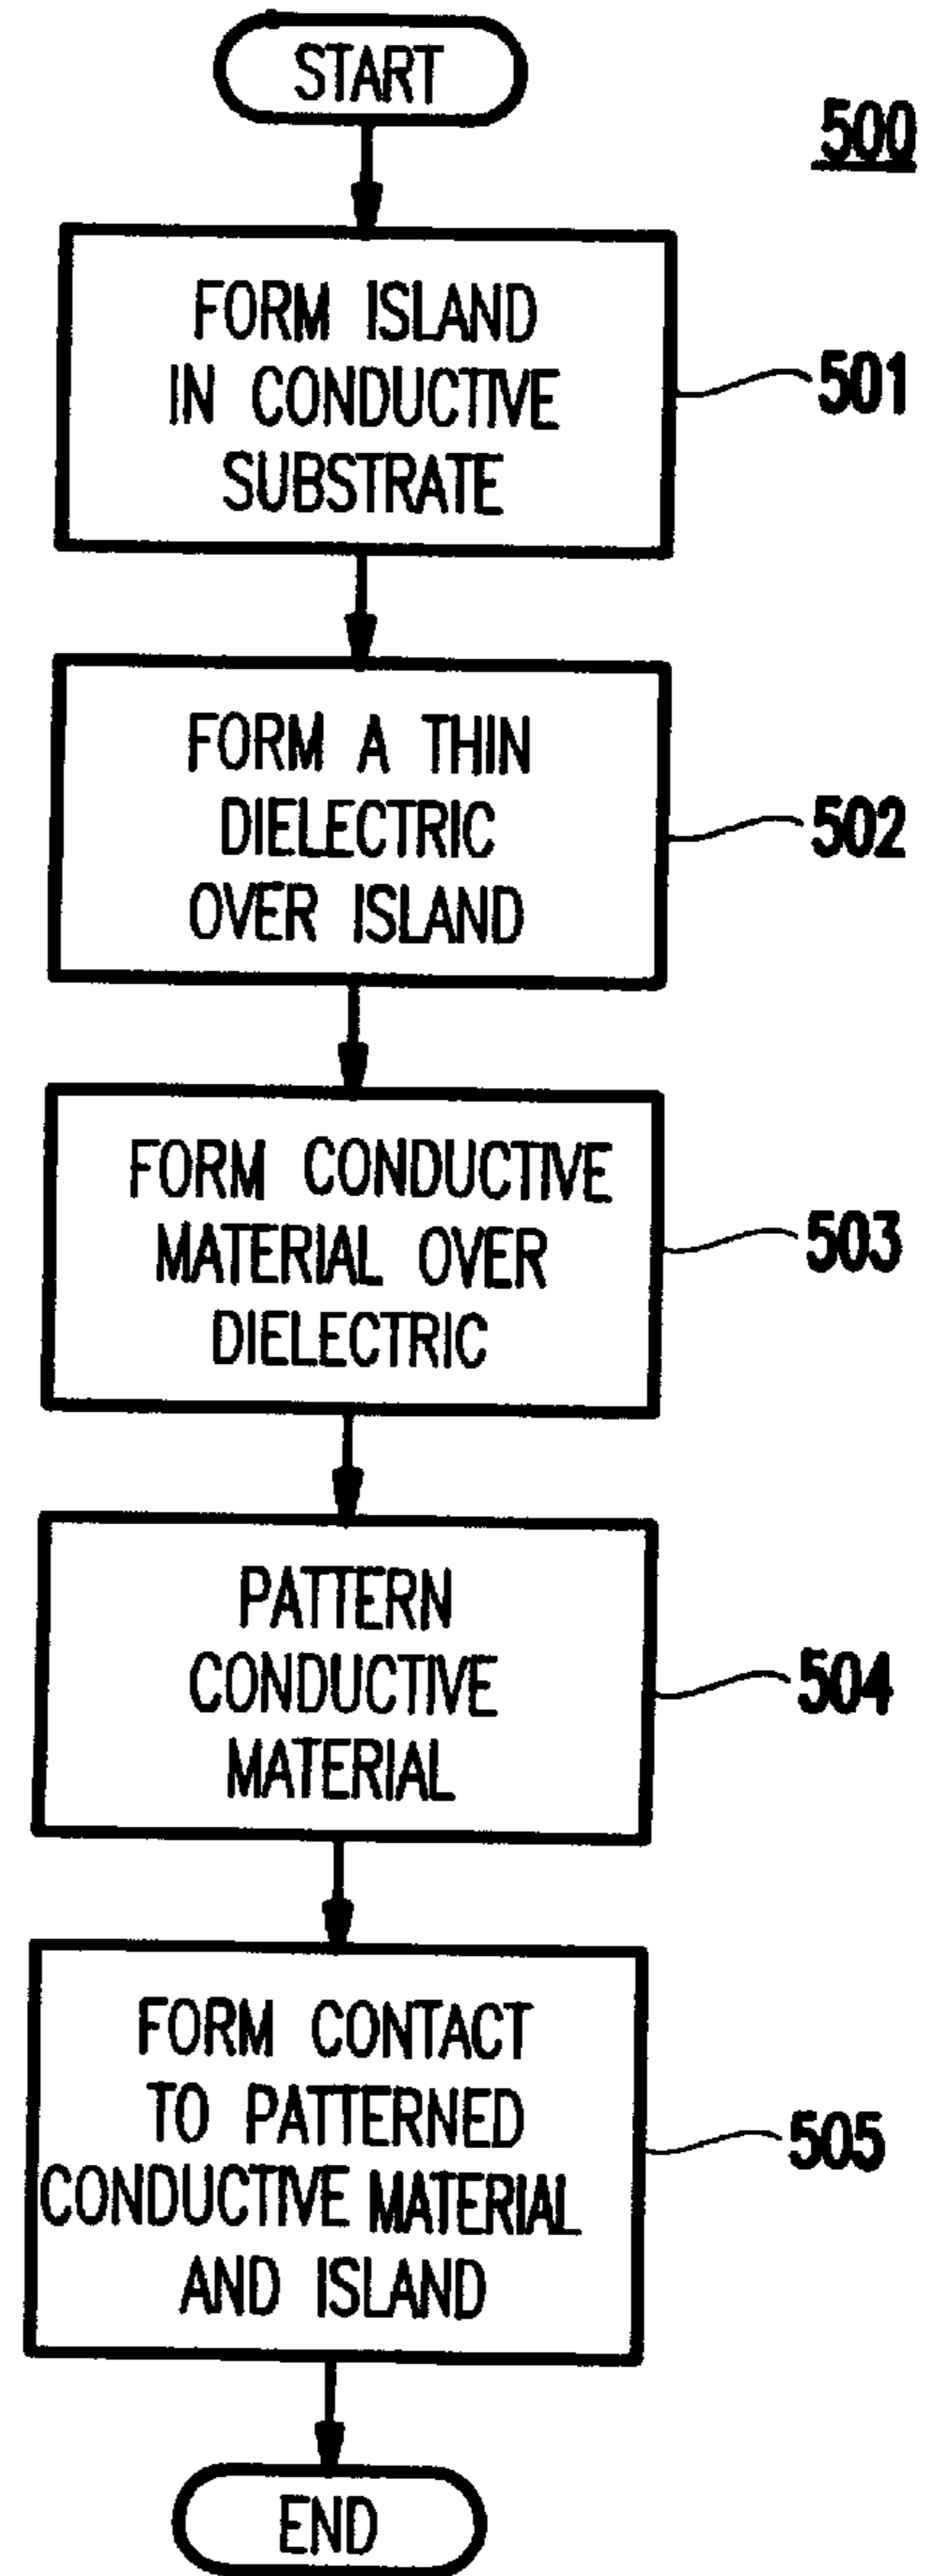 START
500
FORM ISLAND
IN CONDUCTIVE
SUBSTRATE
501
FORM A THIN
DIELECTRIC
OVER ISLAND
502
FORM CONDUCTIVE
MATERIAL OVER
DIELECTRIC
503
PATTERN
CONDUCTIVE
MATERIAL
504
FORM CONTACT
TO PATTERNED
CONDUCTIVE MATERIAL
AND ISLAND
505
END